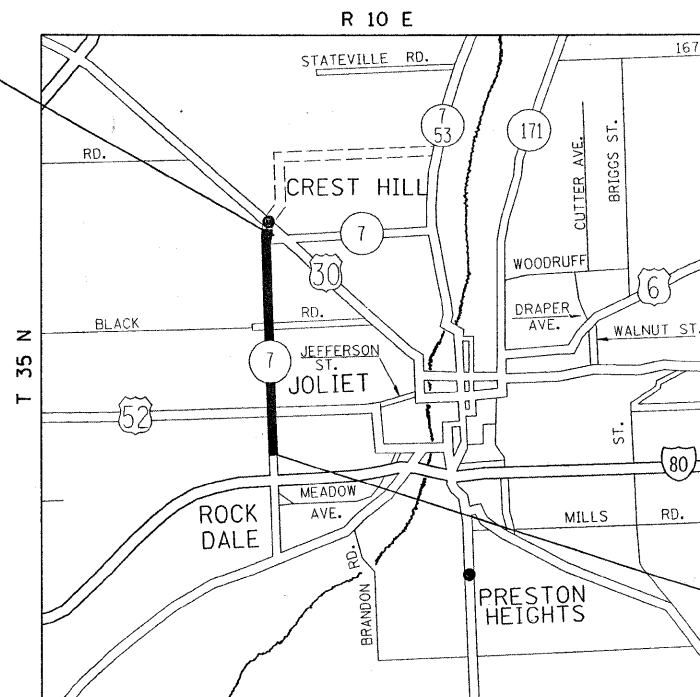 R 10 E
STATEVILLE RD.
167
7
53
171
CUTTER AVE.
BRIGGS ST.
RD.
CREST HILL
7
30
WOODRUFF
6
DRAPER
AVE.
WALNUT ST.
BLACK RD.
T 35 N
7
JEFFERSON
ST.
JOLIET
52
ST.
80
MEADOW
AVE.
ROCK
DALE
MILLS RD.
BRANDON RD.
PRESTON
HEIGHTS